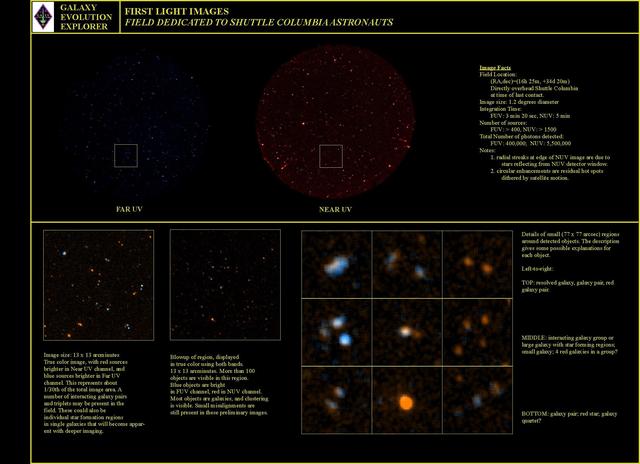 GALAXY
EVOLUTION
EXPLORER
FIRST LIGHT IMAGES
FIELD DEDICATED TO SHUTTLE COLUMBIA ASTRONAUTS
Image Facts
Field Location:
(RA,dec)=(16h 25m, +34d 20m)
Directly overhead Shuttle Columbia
at time of last contact.
Image size: 1.2 degrees diameter
Integration Time:
FUV: 3 min 20 sec, NUV: 5 min
Number of sources:
FUV: > 400, NUV: > 1500
Total Number of photons detected:
FUV: 400,000; NUV: 5,500,000
Notes:
1. radial streaks at edge of NUV image are due to
stars reflecting from NUV detector window.
2. circular enhancements are residual hot spots
dithered by satellite motion.
FAR UV
NEAR UV
Image size: 13 x 13 arcminutes
True color image, with red sources
brighter in Near UV channel, and
blue sources brighter in Far UV
channel. This represents about
1/30th of the total image area. A
number of interacting galaxy pairs
and triplets may be present in the
field. These could also be
individual star formation regions
in single galaxies that will become appar-
ent with deeper imaging.
Blowup of region, displayed
in true color using both bands.
13 x 13 arcminutes. More than 100
objects are visible in this region.
Blue objects are bright
in FUV channel, red in NUV channel.
Most objects are galaxies, and clustering
is visible. Small misalignments are
still present in these preliminary images.
Details of small (77 x 77 arcsec) regions
around detected objects. The description
gives some possible explanations for
each object.
Left-to-right:
TOP: resolved galaxy, galaxy pair, red
galaxy pair.
MIDDLE: interacting galaxy group or
large galaxy with star forming regions;
small galaxy; 4 red galaxies in a group?
BOTTOM: galaxy pair; red star; galaxy
quartet?